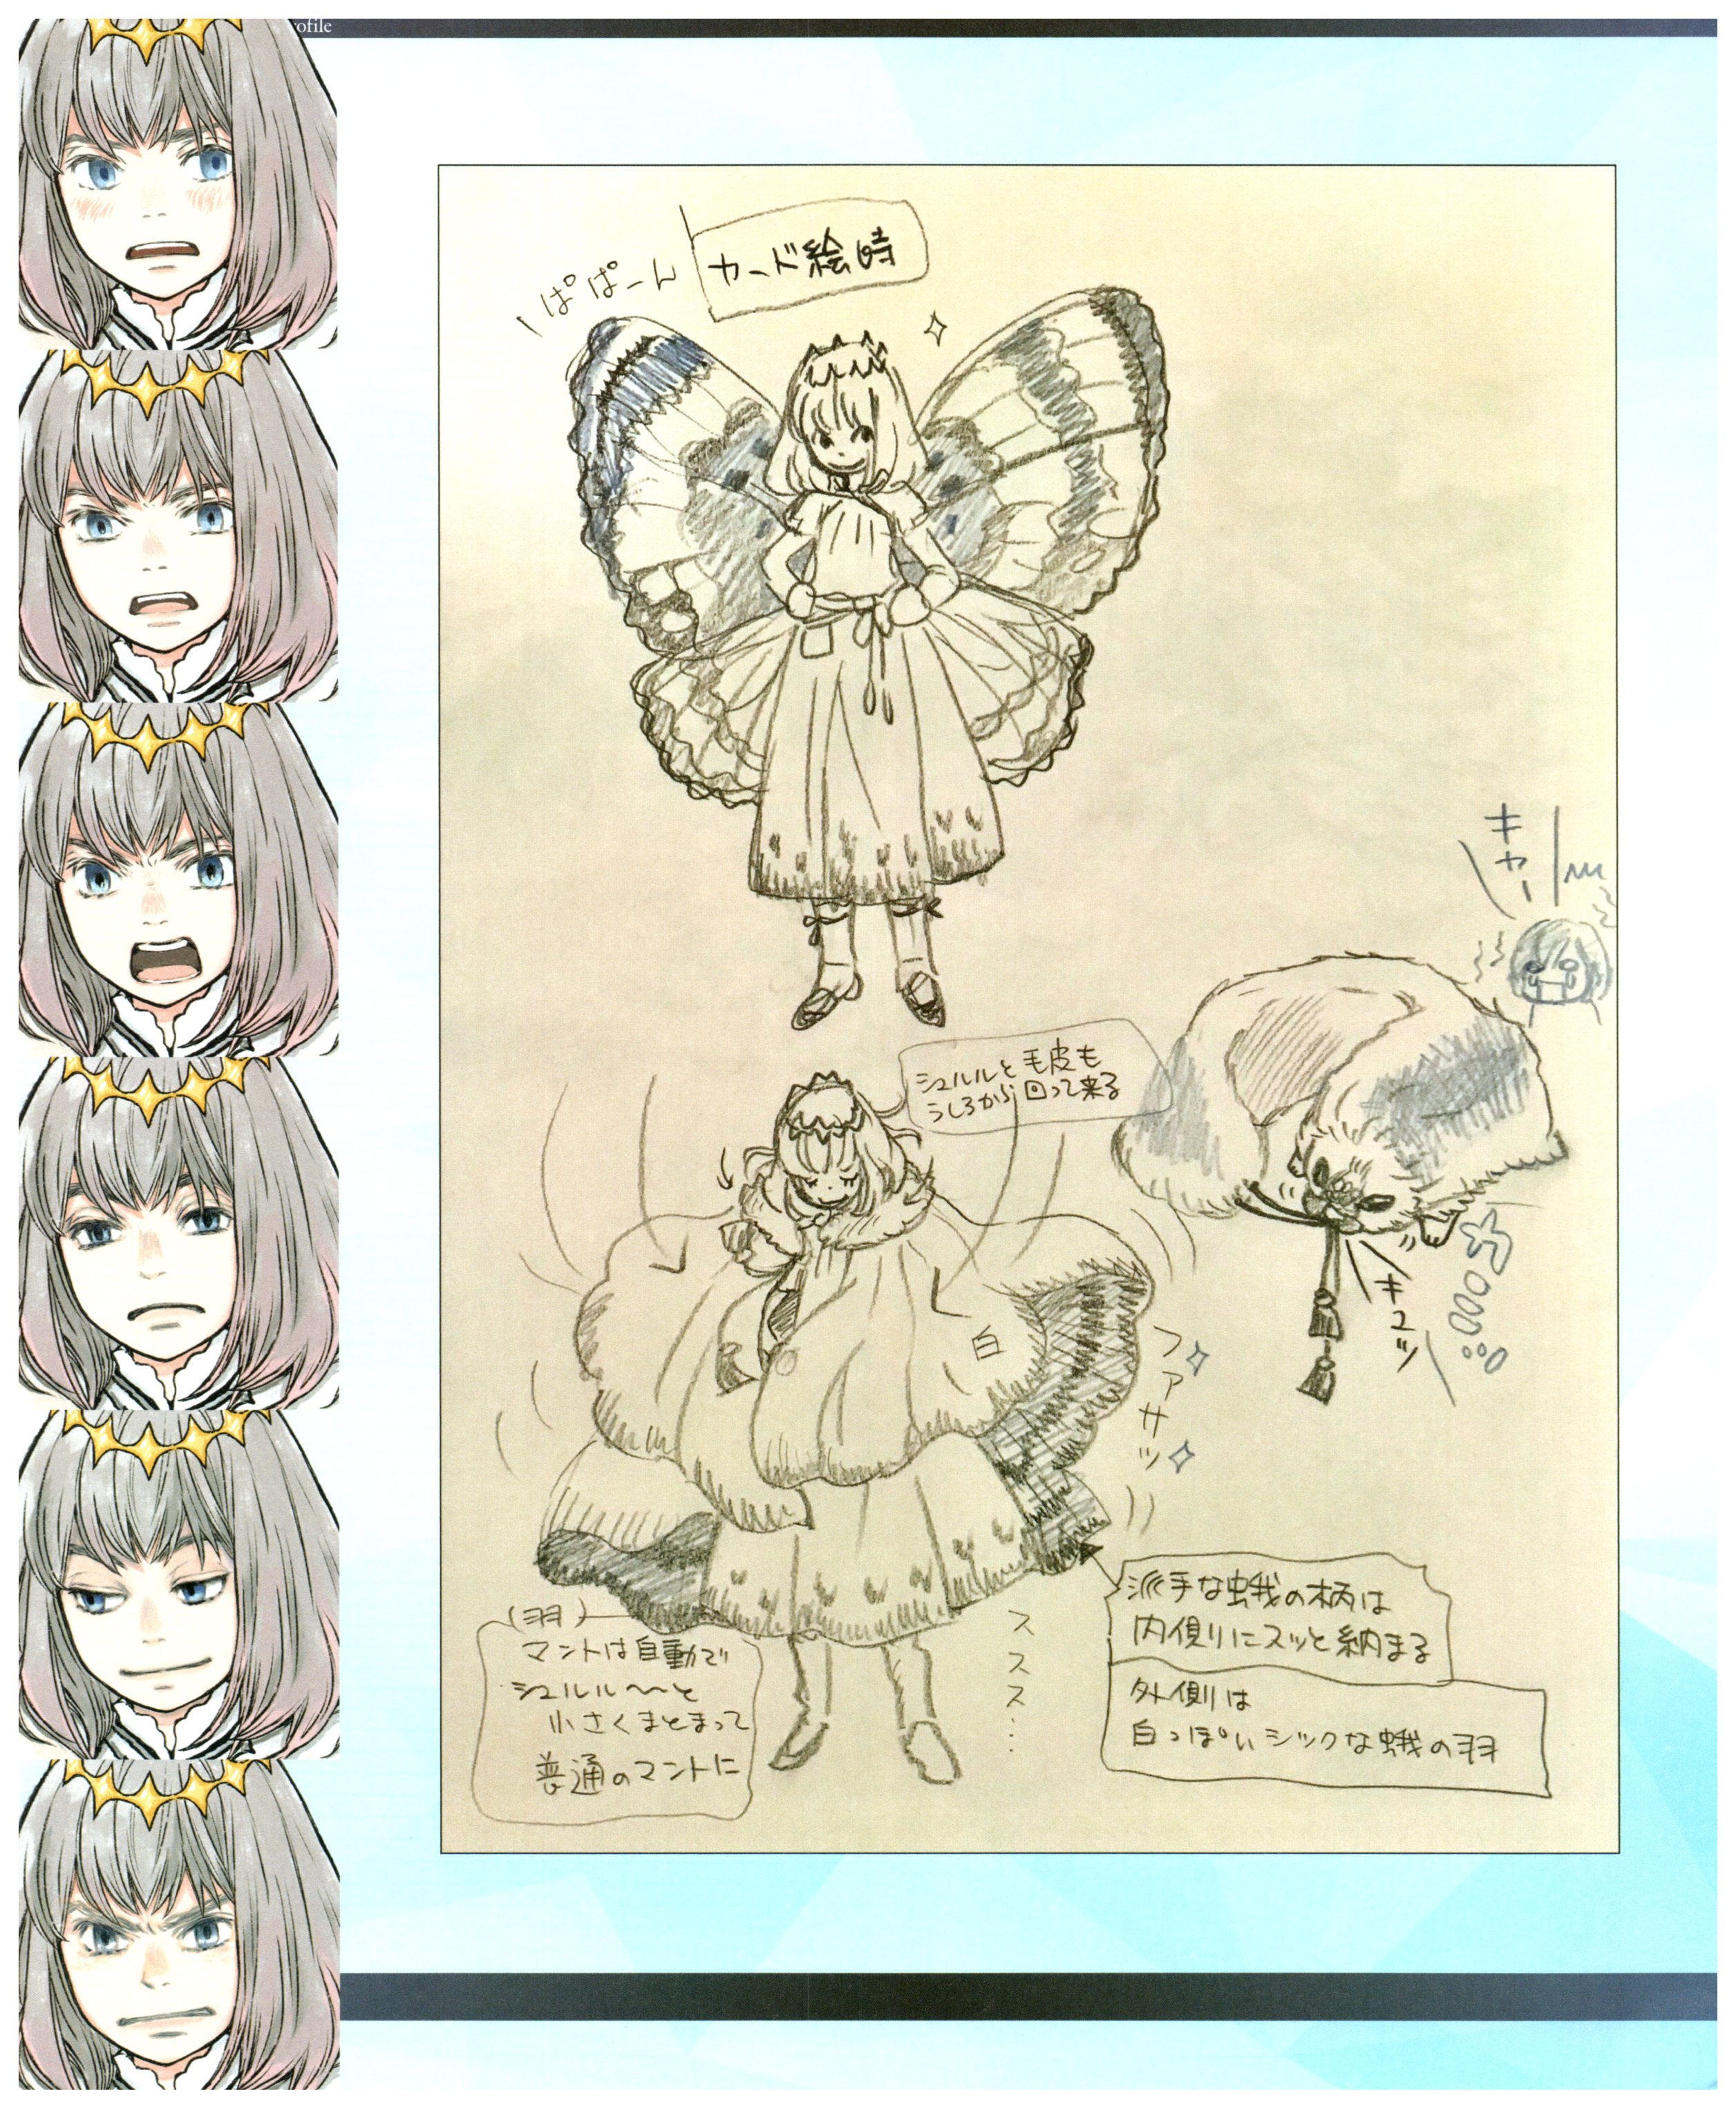 ofile
カード絵時
ぱぱーん
キャー
シュルルと毛皮も
うしろから回って来る
キュッ
白
ファサッ
ススス…
(羽)
マントは自動で
シュルル〜〜と
小さくまとまって
普通のマントに
派手な蛾の柄は
内側にスッと納まる
外側は
白っぽいシックな蛾の羽